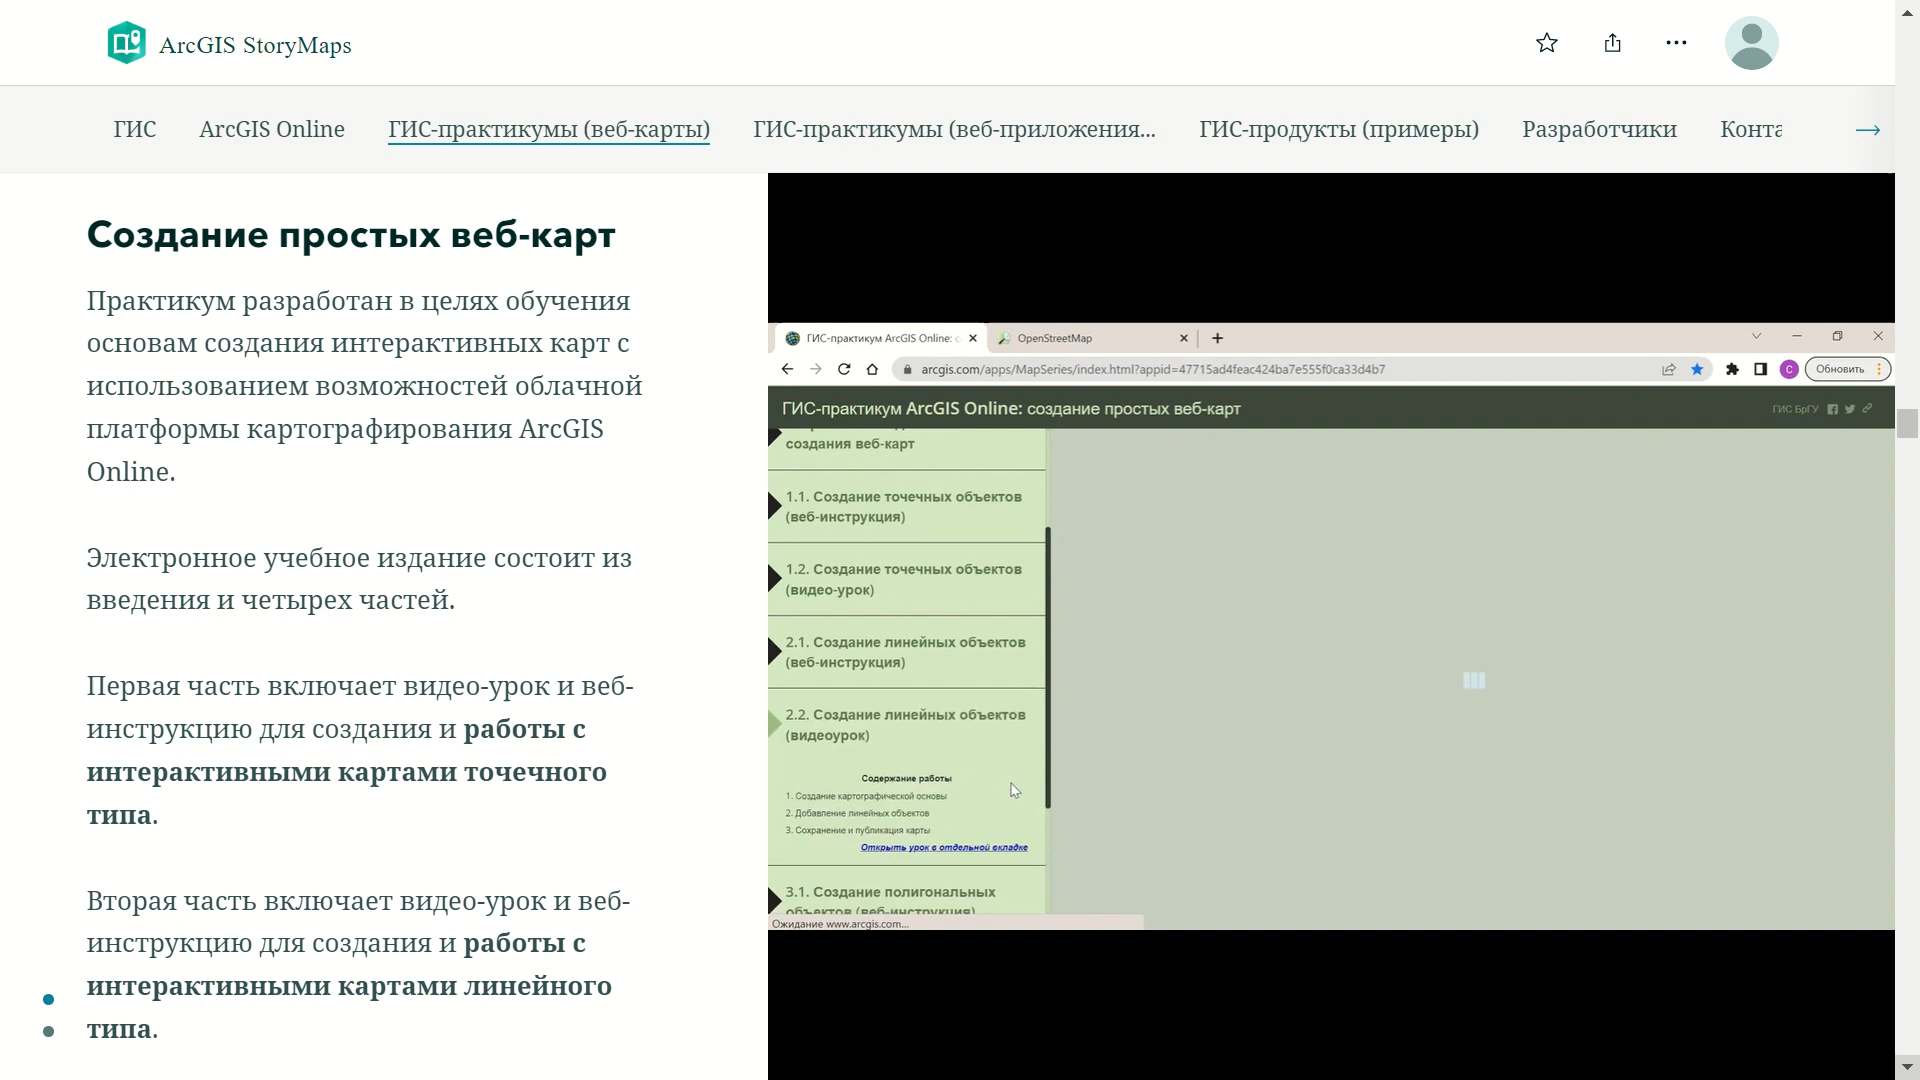 ArcGIS StoryMaps
ГИС
ArcGIS Online
ГИС-практикумы (веб-карты)
ГИС-практикумы (веб-приложения...
ГИС-продукты (примеры)
Разработчики
Конта
Создание простых веб-карт
Практикум разработан в целях обучения
основам создания интерактивных карт с
использованием возможностей облачной
платформы картографирования ArcGIS
Online.
Электронное учебное издание состоит из
введения и четырех частей.
Первая часть включает видео-урок и веб-
инструкцию для создания и работы с
интерактивными картами точечного
типа.
Вторая часть включает видео-урок и веб-
инструкцию для создания и работы с
интерактивными картами линейного
типа.
ГИС-практикум ArcGIS Online: с
OpenStreetMap
arcgis.com/apps/MapSeries/index.html?appid=47715ad4feac424ba7e555f0ca33d4b7
C
Обновить
ГИС-практикум ArcGIS Online: создание простых веб-карт
ГИС БрГУ
создания веб-карт
1.1. Создание точечных объектов
(веб-инструкция)
1.2. Создание точечных объектов
(видео-урок)
2.1. Создание линейных объектов
(веб-инструкция)
2.2. Создание линейных объектов
(видеоурок)
Содержание работы
1. Создание картографической основы
2. Добавление линейных объектов
3. Сохранение и публикация карты
Открыть урок в отдельной вкладке
3.1. Создание полигональных
объектов (веб-инструкция)
Ожидание www.arcgis.com...